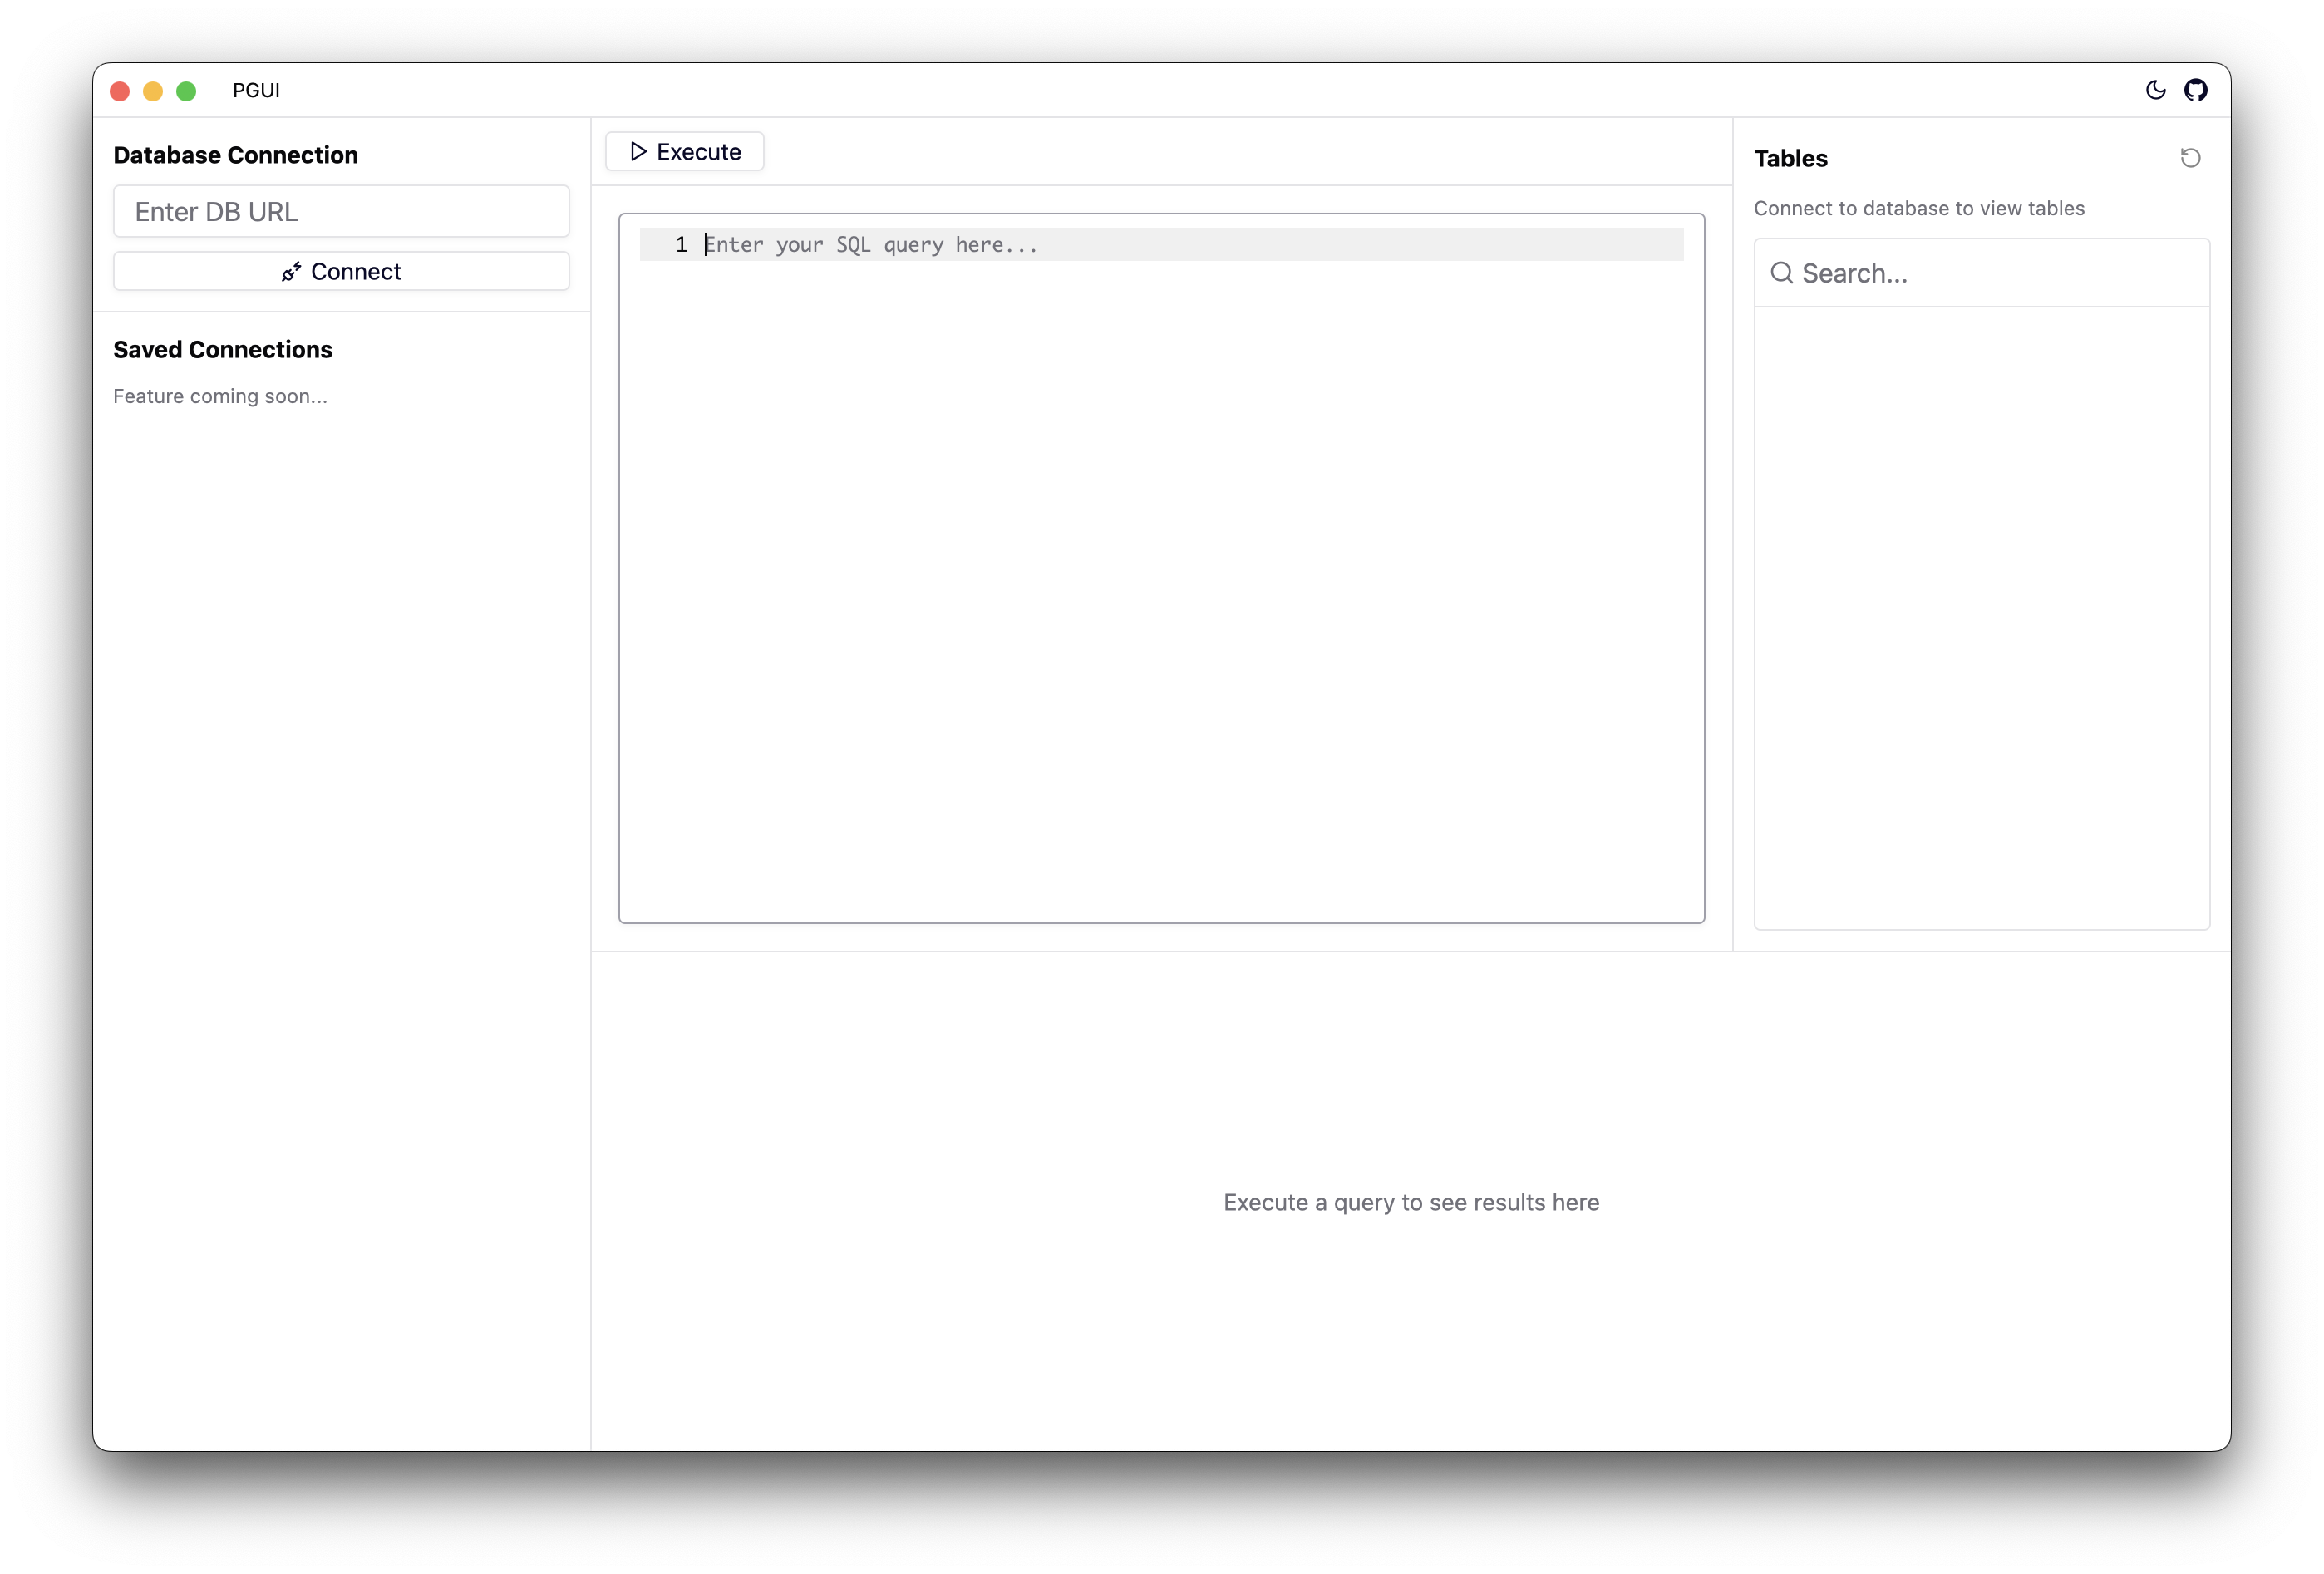 PGUI
Database Connection
Enter DB URL
Connect
Saved Connections
Feature coming soon...
Execute
1 Enter your SQL query here...
Tables
Connect to database to view tables
Search...
Execute a query to see results here